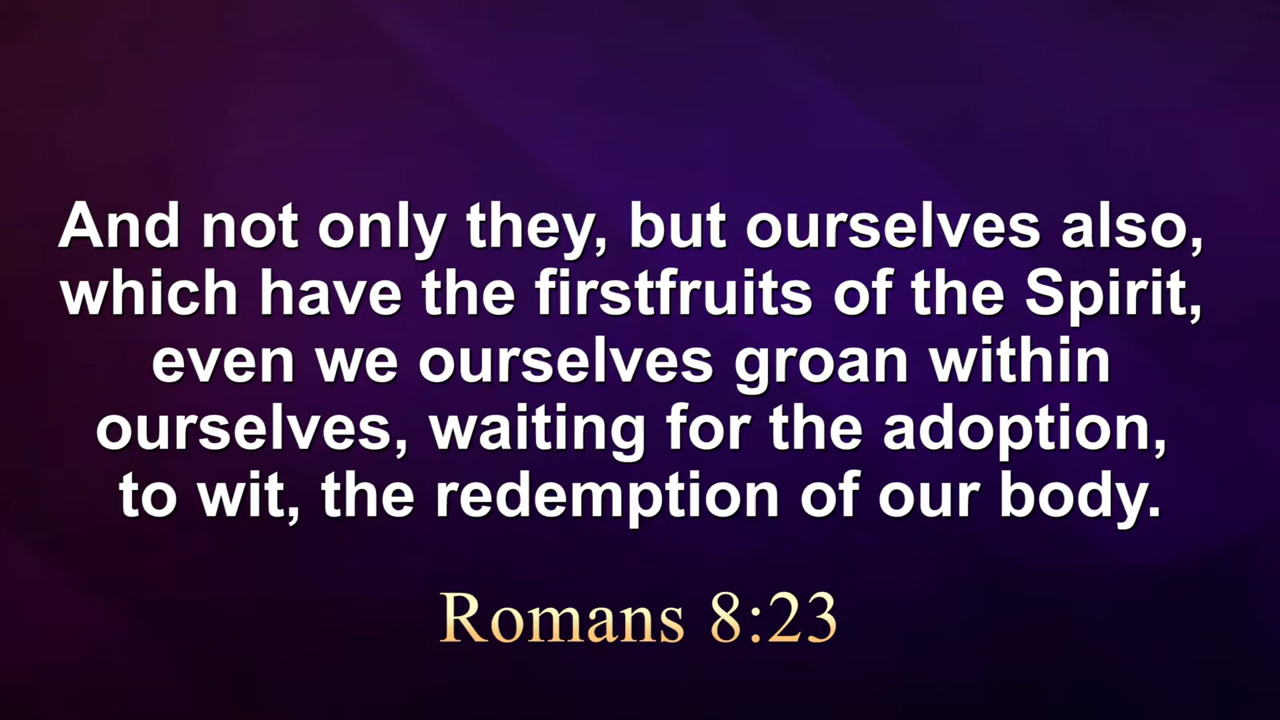 And not only they, but ourselves also,
which have the firstfruits of the Spirit,
even we ourselves groan within
ourselves, waiting for the adoption,
to wit, the redemption of our body.
Romans 8:23